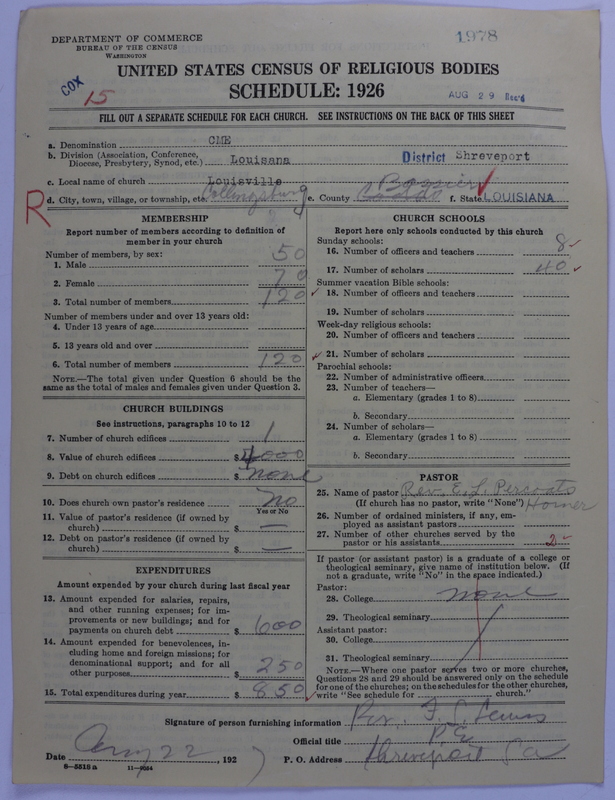 DEPARTMENT OF COMMERCE
BUREAU OF THE CENSUS
WASHINGTON
1978
UNITED STATES CENSUS OF RELIGIOUS BODIES
SCHEDULE: 1926
COX
15
AUG 29 Rec'd
FILL OUT A SEPARATE SCHEDULE FOR EACH CHURCH. SEE INSTRUCTIONS ON THE BACK OF THIS SHEET
a. Denomination CME
b. Division (Association, Conference, Diocese, Presbytery, Synod, etc.) Louisana District Shreveport
c. Local name of church Louisville
R d. City, town, village, or township, etc. Collinsburg e. County Bossier f. State LOUISIANA
MEMBERSHIP
Report number of members according to definition of
member in your church
Number of members, by sex:
1. Male 50
2. Female 70
3. Total number of members 120
Number of members under and over 13 years old:
4. Under 13 years of age
5. 13 years old and over
6. Total number of members 120
NOTE.—The total given under Question 6 should be the
same as the total of males and females given under Question 3.
CHURCH BUILDINGS
See instructions, paragraphs 10 to 12
7. Number of church edifices 1
8. Value of church edifices $ 4000
9. Debt on church edifices $ none
10. Does church own pastor's residence No
Yes or No
11. Value of pastor's residence (if owned by
church) $ —
12. Debt on pastor's residence (if owned by
church) $ —
EXPENDITURES
Amount expended by your church during last fiscal year
13. Amount expended for salaries, repairs,
and other running expenses; for im-
provements or new buildings; and for
payments on church debt $ 600
14. Amount expended for benevolences, in-
cluding home and foreign missions; for
denominational support; and for all
other purposes $ 250
15. Total expenditures during year $ 850
CHURCH SCHOOLS
Report here only schools conducted by this church
Sunday schools:
16. Number of officers and teachers 8
17. Number of scholars 40
Summer vacation Bible schools:
18. Number of officers and teachers
19. Number of scholars
Week-day religious schools:
20. Number of officers and teachers
21. Number of scholars
Parochial schools:
22. Number of administrative officers
23. Number of teachers—
a. Elementary (grades 1 to 8)
b. Secondary
24. Number of scholars—
a. Elementary (grades 1 to 8)
b. Secondary
PASTOR
25. Name of pastor Rev. E. L.
(If church has no pastor, write "None") Homer
26. Number of ordained ministers, if any, em-
ployed as assistant pastors
27. Number of other churches served by the
pastor or his assistants 2
If pastor (or assistant pastor) is a graduate of a college or
theological seminary, give name of institution below. (If
not a graduate, write "No" in the space indicated.)
Pastor:
28. College none
29. Theological seminary
Assistant pastor:
30. College
31. Theological seminary
NOTE.—Where one pastor serves two or more churches,
Questions 28 and 29 should be answered only on the schedule
for one of the churches; on the schedules for the other churches,
write "See schedule for church."
Signature of person furnishing information Rev. F. L. Lewis
Official title P E
Date Aug 22, 192 P. O. Address Shreveport La
8—5515 a 11—9054